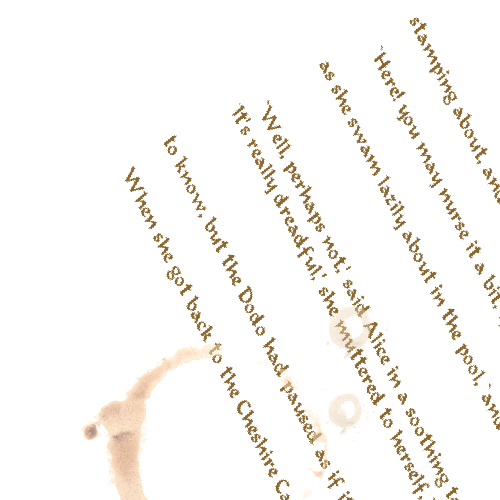 stamping about, and
`Here! you may nurse it a bit,
as she swam lazily about in the pool, `and
`Well, perhaps not,' said Alice in a soothing
It's really dreadful,' she muttered to herself,
to know, but the Dodo had paused as if
When she got back to the Cheshire